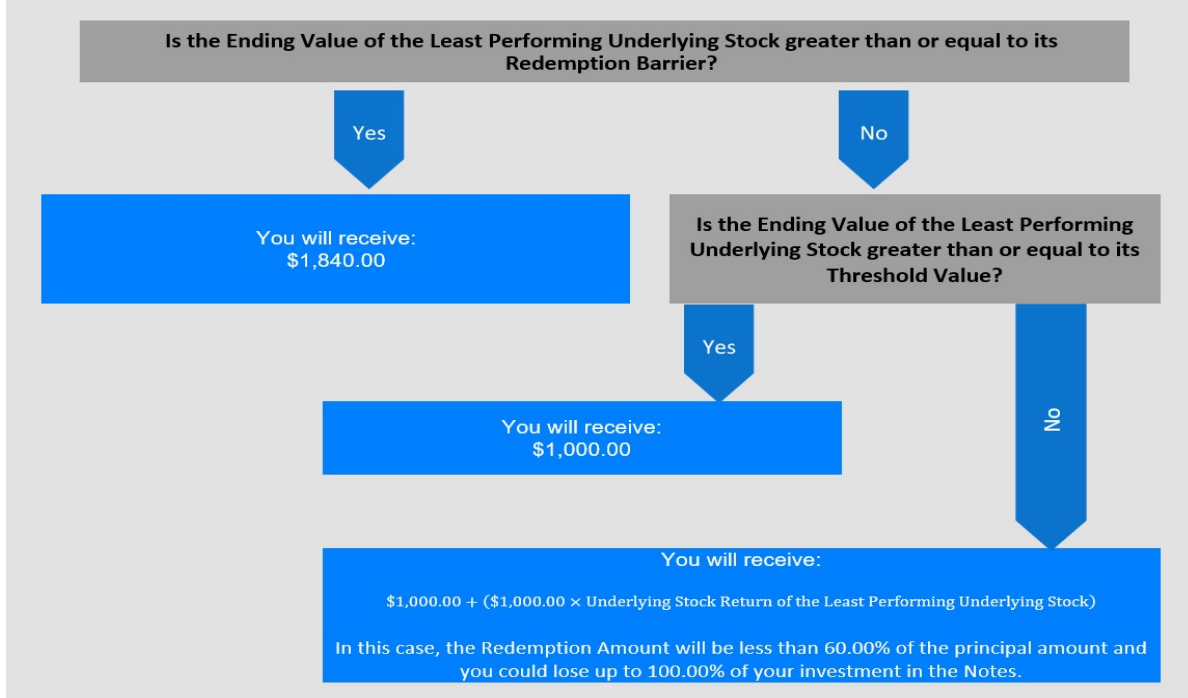 Is the Ending Value of the Least Performing Underlying Stock greater than or equal to its
Redemption Barrier?
Yes
No
You will receive:
$1,840.00
Is the Ending Value of the Least Performing
Underlying Stock greater than or equal to its
Threshold Value?
Yes
No
You will receive:
$1,000.00
You will receive:
$1,000.00 + ($1,000.00 × Underlying Stock Return of the Least Performing Underlying Stock)
In this case, the Redemption Amount will be less than 60.00% of the principal amount and
you could lose up to 100.00% of your investment in the Notes.